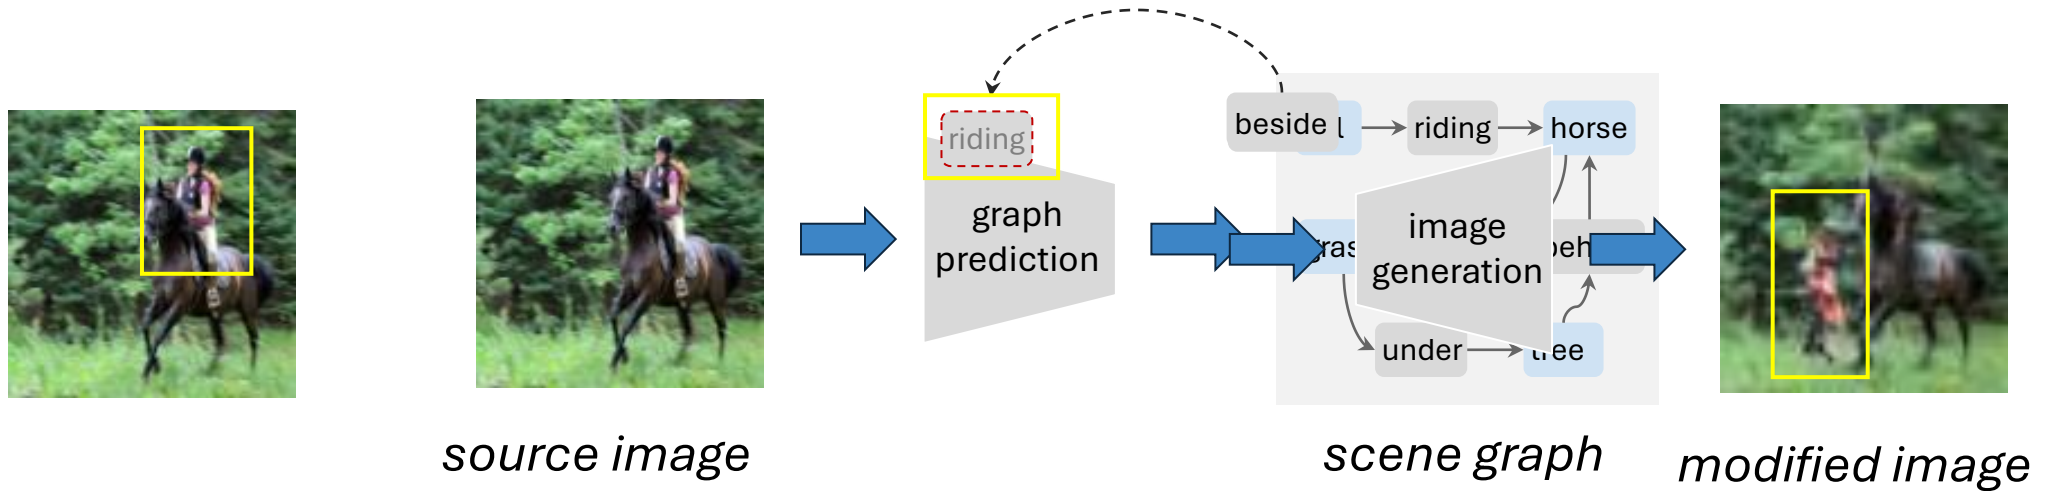 riding
graph
prediction
beside
riding
horse
image
generation
under
source image
scene graph
modified image